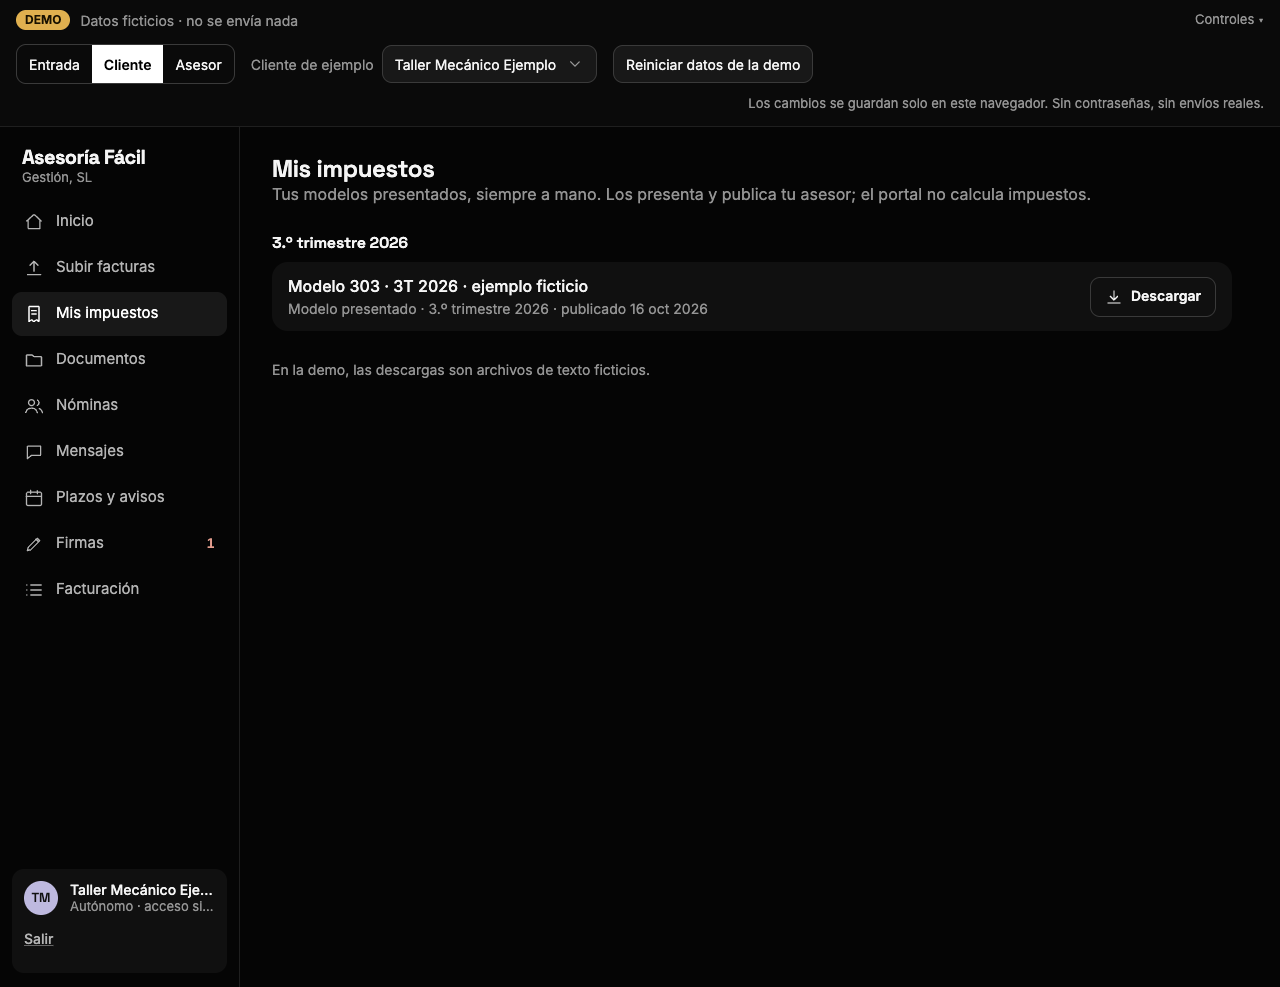 DEMO Datos ficticios · no se envía nada
Controles ▾
Entrada Cliente Asesor Cliente de ejemplo Taller Mecánico Ejemplo Reiniciar datos de la demo
Los cambios se guardan solo en este navegador. Sin contraseñas, sin envíos reales.
Asesoría Fácil
Gestión, SL
Inicio
Subir facturas
Mis impuestos
Documentos
Nóminas
Mensajes
Plazos y avisos
Firmas 1
Facturación
Taller Mecánico Eje...
TM
Autónomo · acceso si...
Salir
Mis impuestos
Tus modelos presentados, siempre a mano. Los presenta y publica tu asesor; el portal no calcula impuestos.
3.º trimestre 2026
Modelo 303 · 3T 2026 · ejemplo ficticio
Modelo presentado · 3.º trimestre 2026 · publicado 16 oct 2026
Descargar
En la demo, las descargas son archivos de texto ficticios.